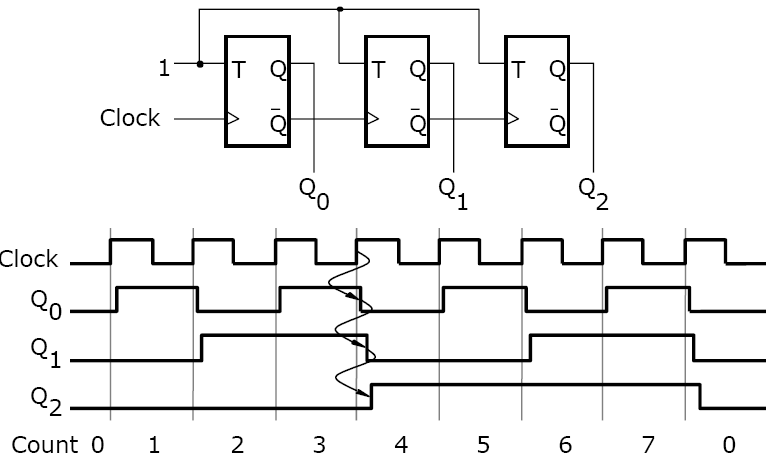 1 T Q T Q T Q
Clock Q̅ Q̅ Q̅
Q0 Q1 Q2
Clock
Q0
Q1
Q2
Count 0 1 2 3 4 5 6 7 0